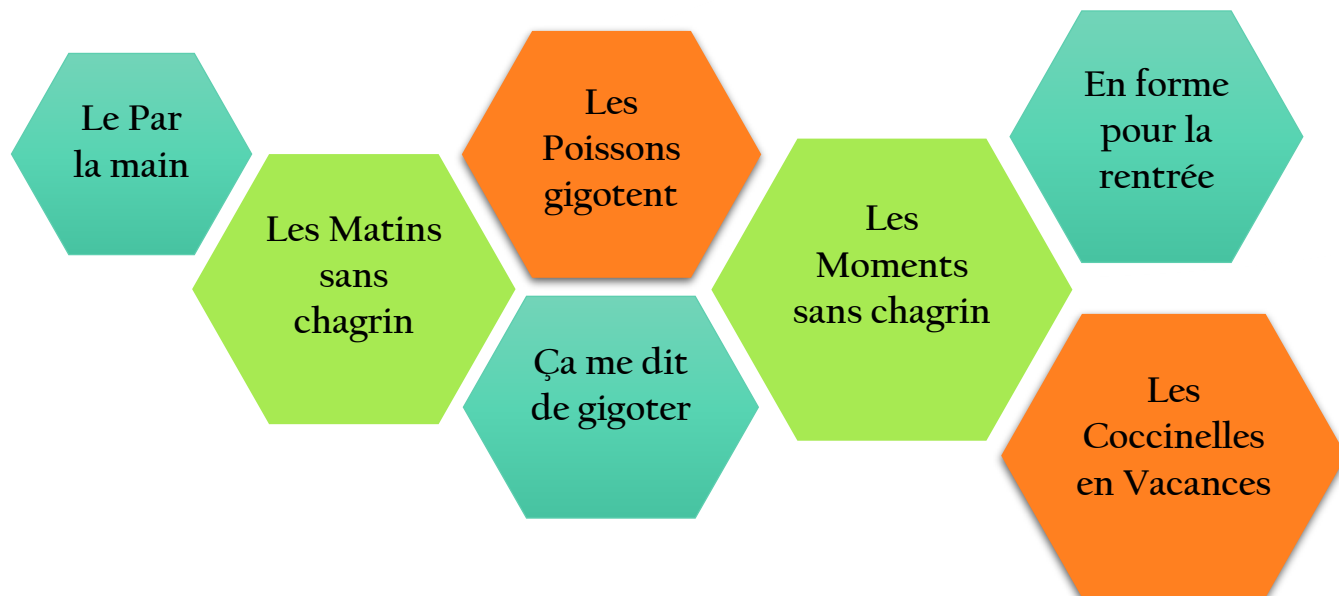 Le Par
la main
Les Matins
sans
chagrin
Les
Poissons
gigotent
Ça me dit
de gigoter
Les
Moments
sans chagrin
En forme
pour la
rentrée
Les
Coccinelles
en Vacances